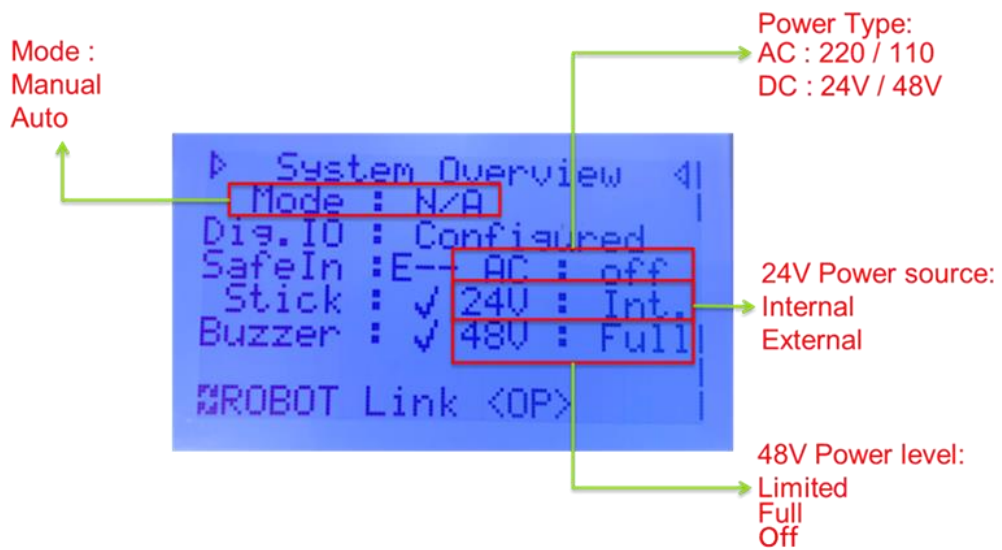 Mode :
Manual
Auto
Power Type:
AC : 220 / 110
DC : 24V / 48V
System Overview
Mode : N/A
Dig.IO : Configured
SafeIn :E-- AC : off
Stick : ✓ 24V : Int.
Buzzer : ✓ 48V : Full
ROBOT Link <OP>
24V Power source:
Internal
External
48V Power level:
Limited
Full
Off